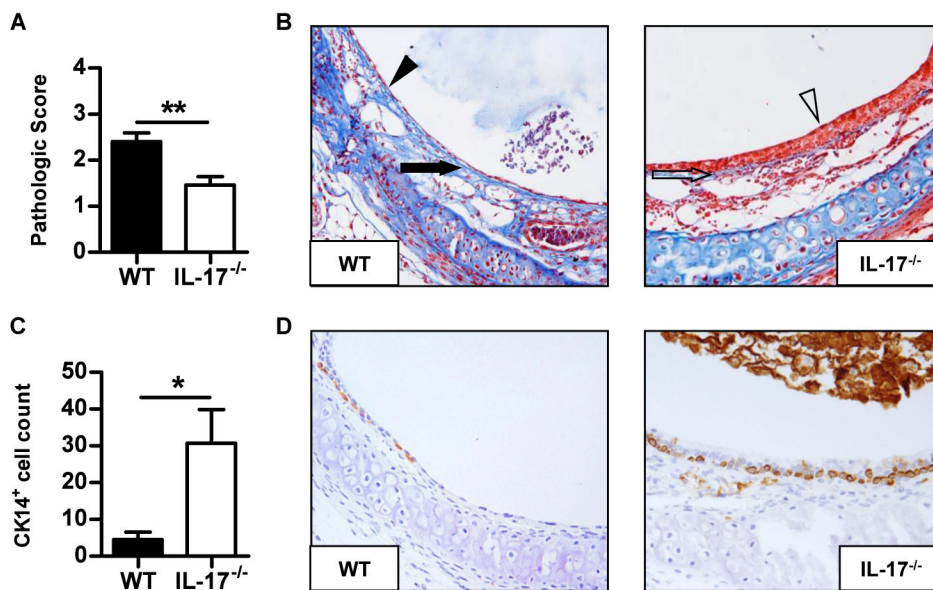 A
Pathologic Score
4
3
2
1
0
**
WT
IL-17-/-
B
WT
IL-17-/-
C
CK14+ cell count
50
40
30
20
10
0
*
WT
IL-17-/-
D
WT
IL-17-/-